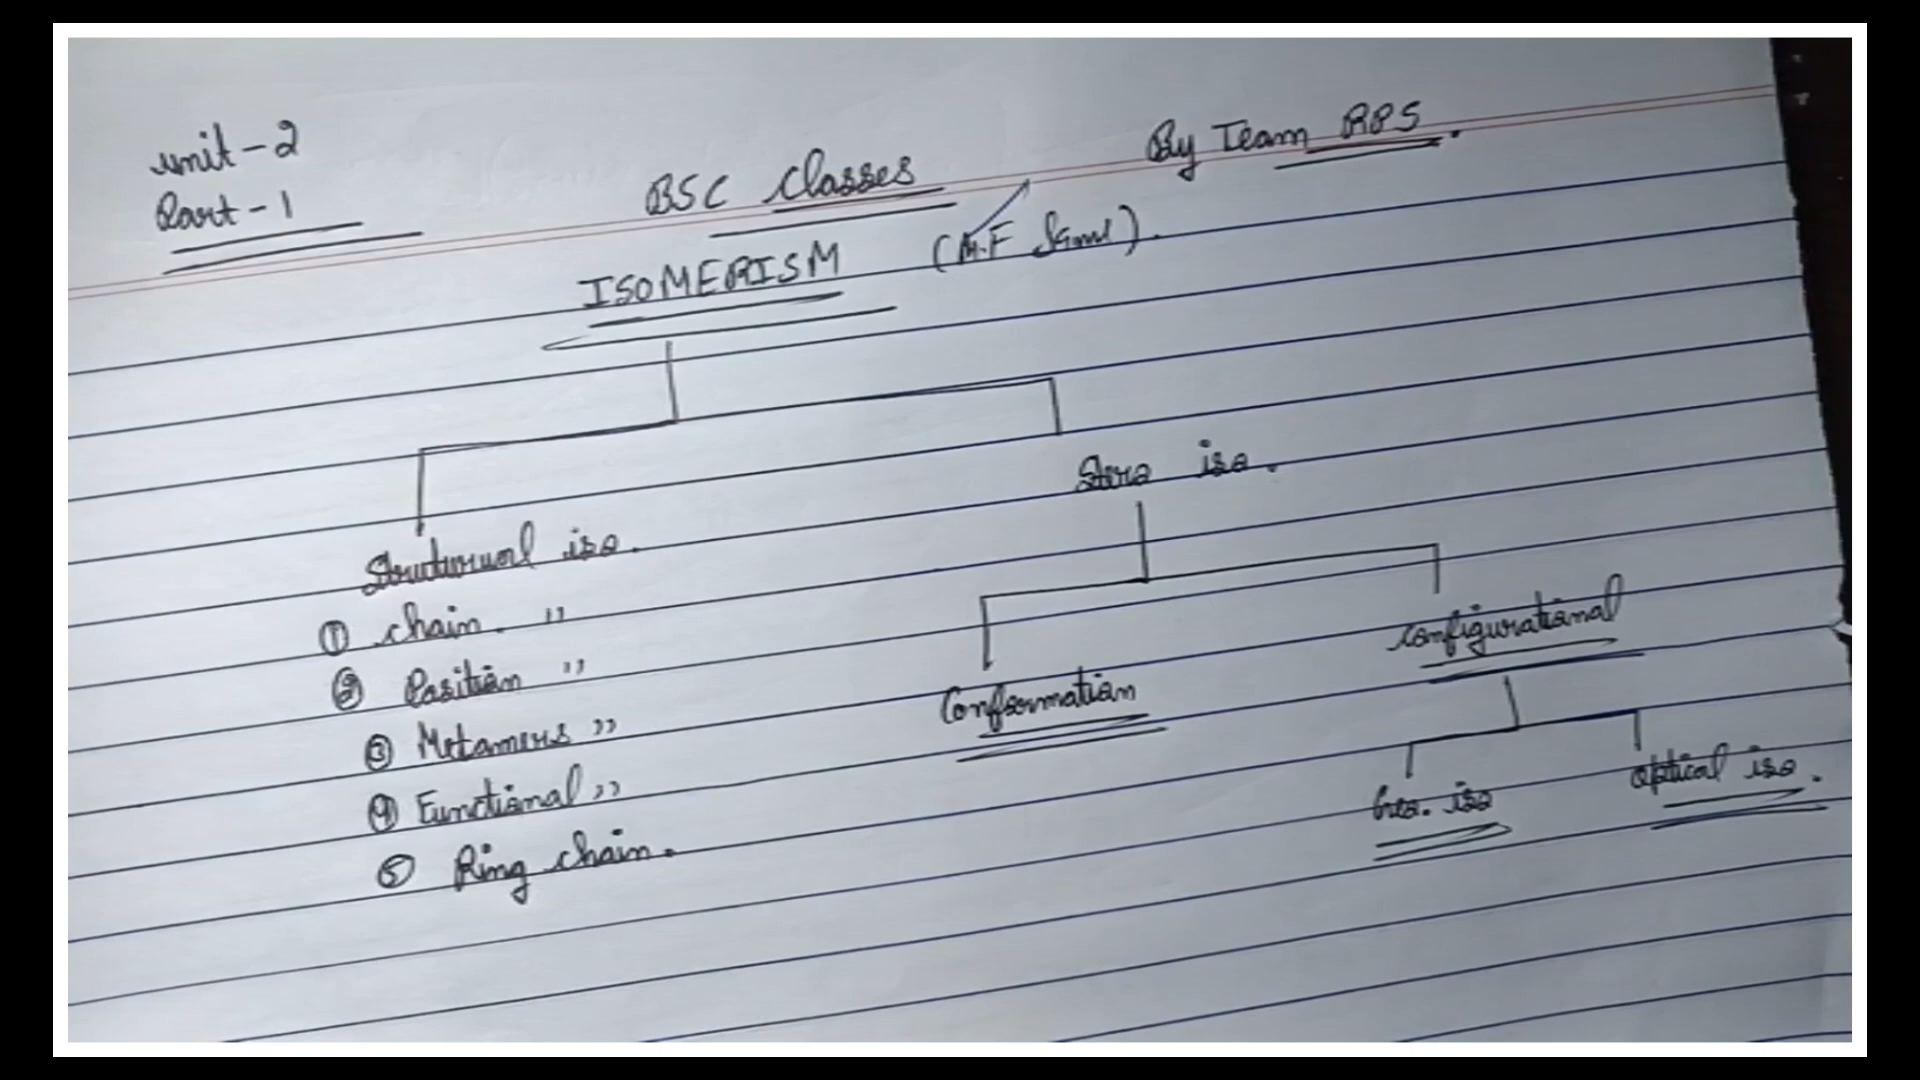 unit-2
Part-1
BSC classes
By Team RPS.
ISOMERISM (M.F Same).
Structurual iso.
① chain. "
② Position "
③ Metamers "
④ Functional "
⑤ Ring chain.
Stero iso.
Conformation
configurational
Geo. iso
optical iso.